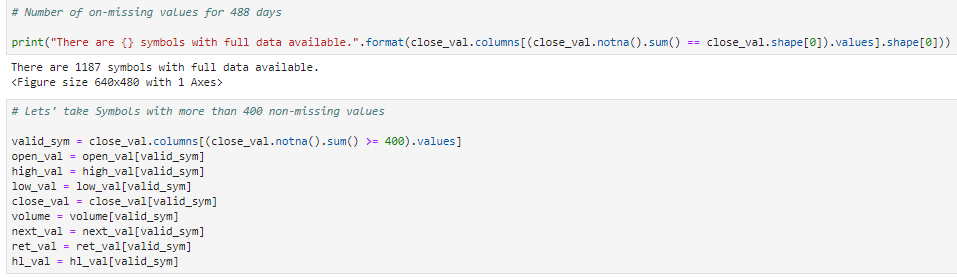 # Number of on-missing values for 488 days
print("There are {} symbols with full data available.".format(close_val.columns[(close_val.notna().sum() == close_val.shape[0]).values].shape[0]))
There are 1187 symbols with full data available.
<Figure size 640x480 with 1 Axes>
# Lets' take Symbols with more than 400 non-missing values
valid_sym = close_val.columns[(close_val.notna().sum() >= 400).values]
open_val = open_val[valid_sym]
high_val = high_val[valid_sym]
low_val = low_val[valid_sym]
close_val = close_val[valid_sym]
volume = volume[valid_sym]
next_val = next_val[valid_sym]
ret_val = ret_val[valid_sym]
hl_val = hl_val[valid_sym]